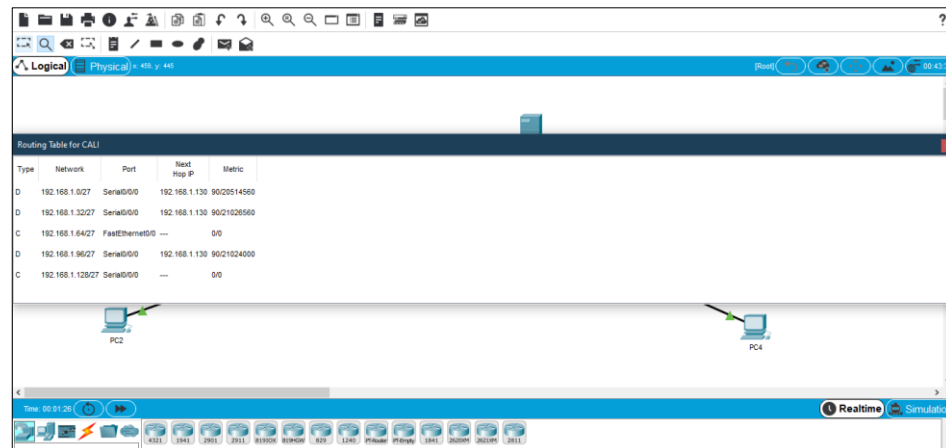 ?
Logical Physical x: 459, y: 445 [Root] 00:43:
Routing Table for CALI
Type Network Port Next Hop IP Metric
D 192.168.1.0/27 Serial0/0/0 192.168.1.130 90/20514560
D 192.168.1.32/27 Serial0/0/0 192.168.1.130 90/21026560
C 192.168.1.64/27 FastEthernet0/0 --- 0/0
D 192.168.1.96/27 Serial0/0/0 192.168.1.130 90/21024000
C 192.168.1.128/27 Serial0/0/0 --- 0/0
PC2
PC4
Time: 00:01:26 Realtime Simulatio
4321 1941 2901 2911 819IOX 819HGW 829 1240 PT-Router PT-Empty 1841 2620XM 2621XM 2811